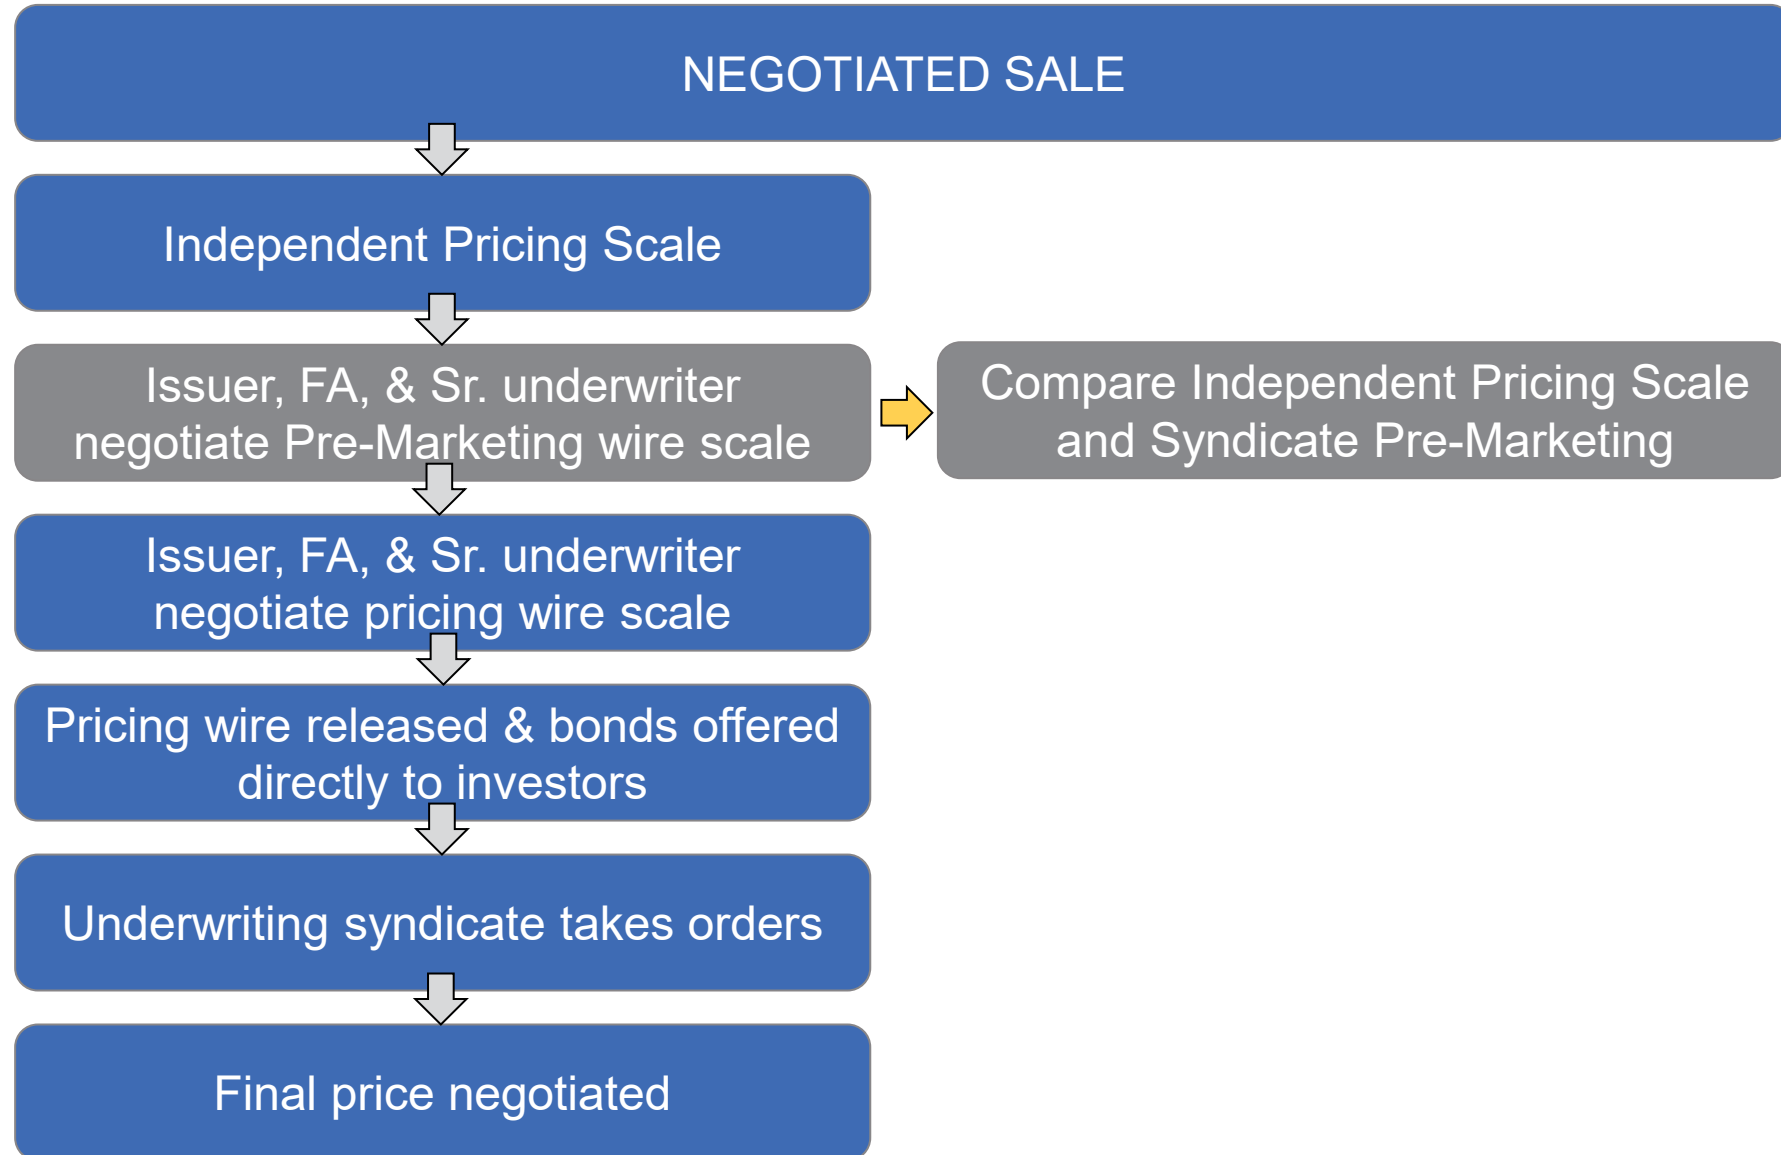 NEGOTIATED SALE
Independent Pricing Scale
Issuer, FA, & Sr. underwriter
negotiate Pre-Marketing wire scale
Compare Independent Pricing Scale
and Syndicate Pre-Marketing
Issuer, FA, & Sr. underwriter
negotiate pricing wire scale
Pricing wire released & bonds offered
directly to investors
Underwriting syndicate takes orders
Final price negotiated